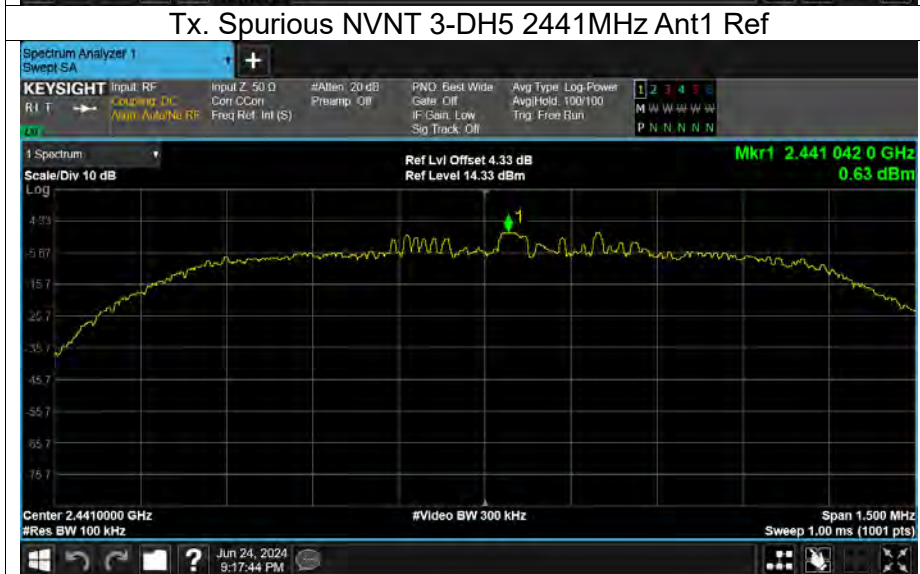 Tx. Spurious NVNT 3-DH5 2441MHz Ant1 Ref
Spectrum Analyzer 1
Swept SA
+
KEYSIGHT Input: RF Input Z: 50 Ω #Atten: 20 dB PNO: Best Wide Avg Type: Log-Power 1 2 3 4 5 6
RLT Coupling: DC Corr CCorr Preamp: Off Gate: Off Avg|Hold: 100/100 M W W W W W
Align: Auto/No RF Freq Ref: Int (S) IF Gain: Low Trig: Free Run
Sig Track: Off P N N N N N
1 Spectrum Ref Lvl Offset 4.33 dB Mkr1 2.441 042 0 GHz
Scale/Div 10 dB Ref Level 14.33 dBm 0.63 dBm
Log
1
4.33
-5.67
-15.7
-25.7
-35.7
-45.7
-55.7
-65.7
-75.7
Center 2.4410000 GHz #Video BW 300 kHz Span 1.500 MHz
#Res BW 100 kHz Sweep 1.00 ms (1001 pts)
? Jun 24, 2024
9:17:44 PM